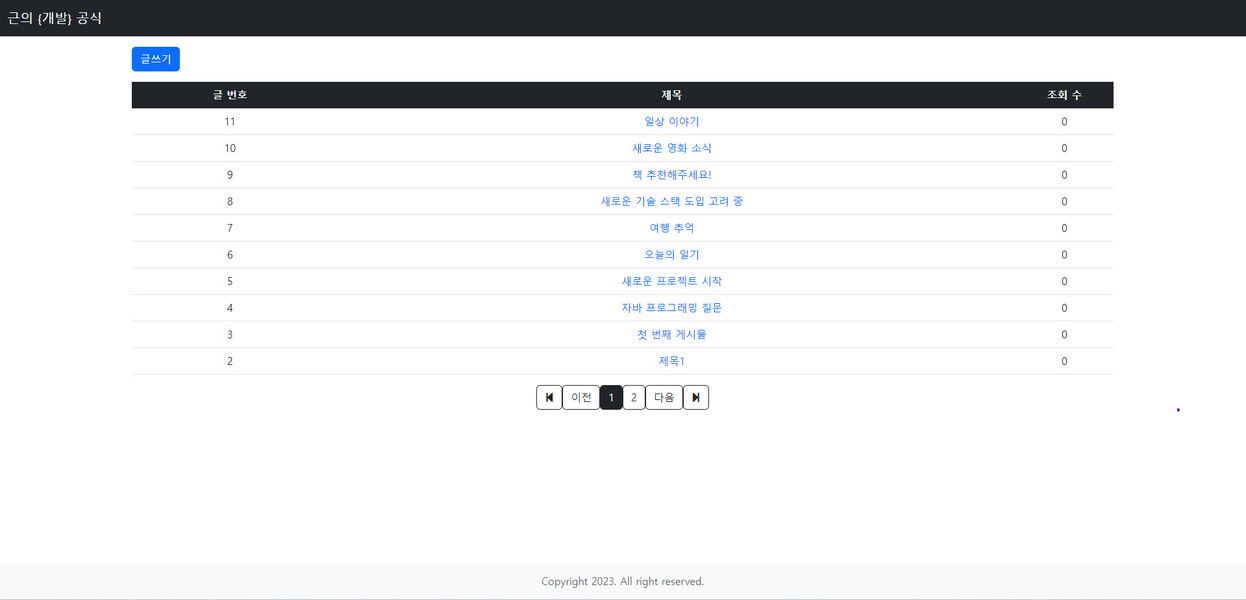 근의 {개발} 공식
글쓰기
글 번호 제목 조회 수
11 일상 이야기 0
10 새로운 영화 소식 0
9 책 추천해주세요! 0
8 새로운 기술 스택 도입 고려 중 0
7 여행 추억 0
6 오늘의 일기 0
5 새로운 프로젝트 시작 0
4 자바 프로그래밍 질문 0
3 첫 번째 게시물 0
2 제목1 0
이전 1 2 다음
Copyright 2023. All right reserved.